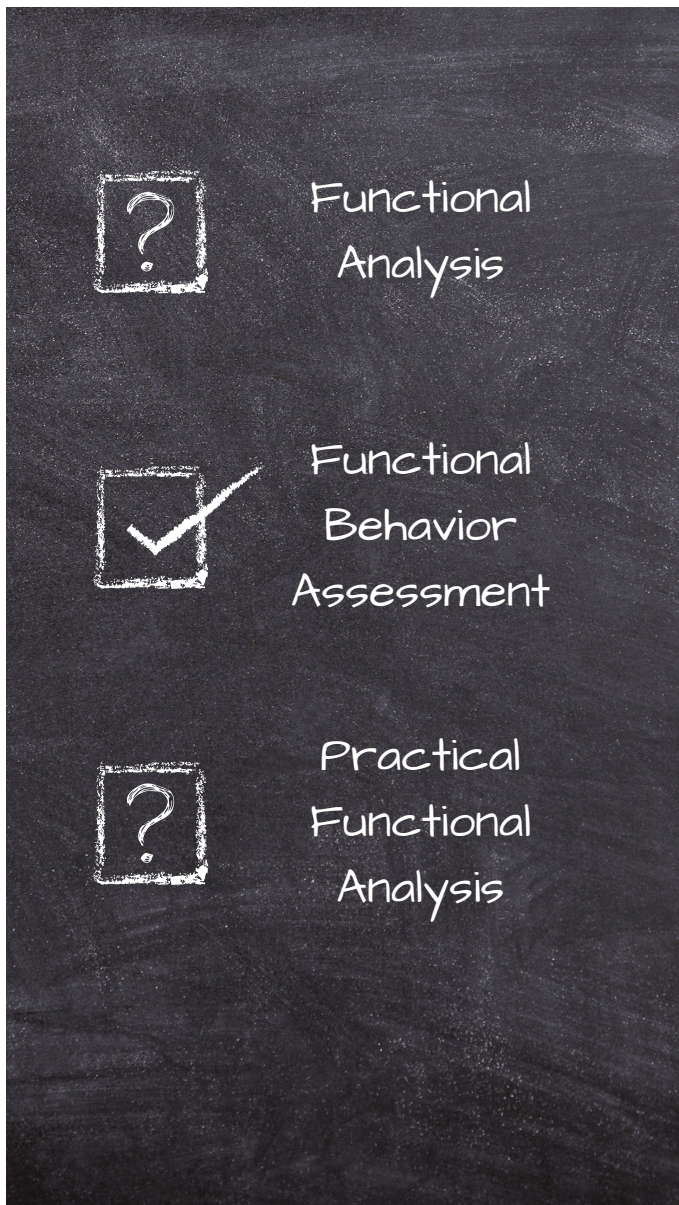 ?
Functional
Analysis
Functional
Behavior
Assessment
?
Practical
Functional
Analysis